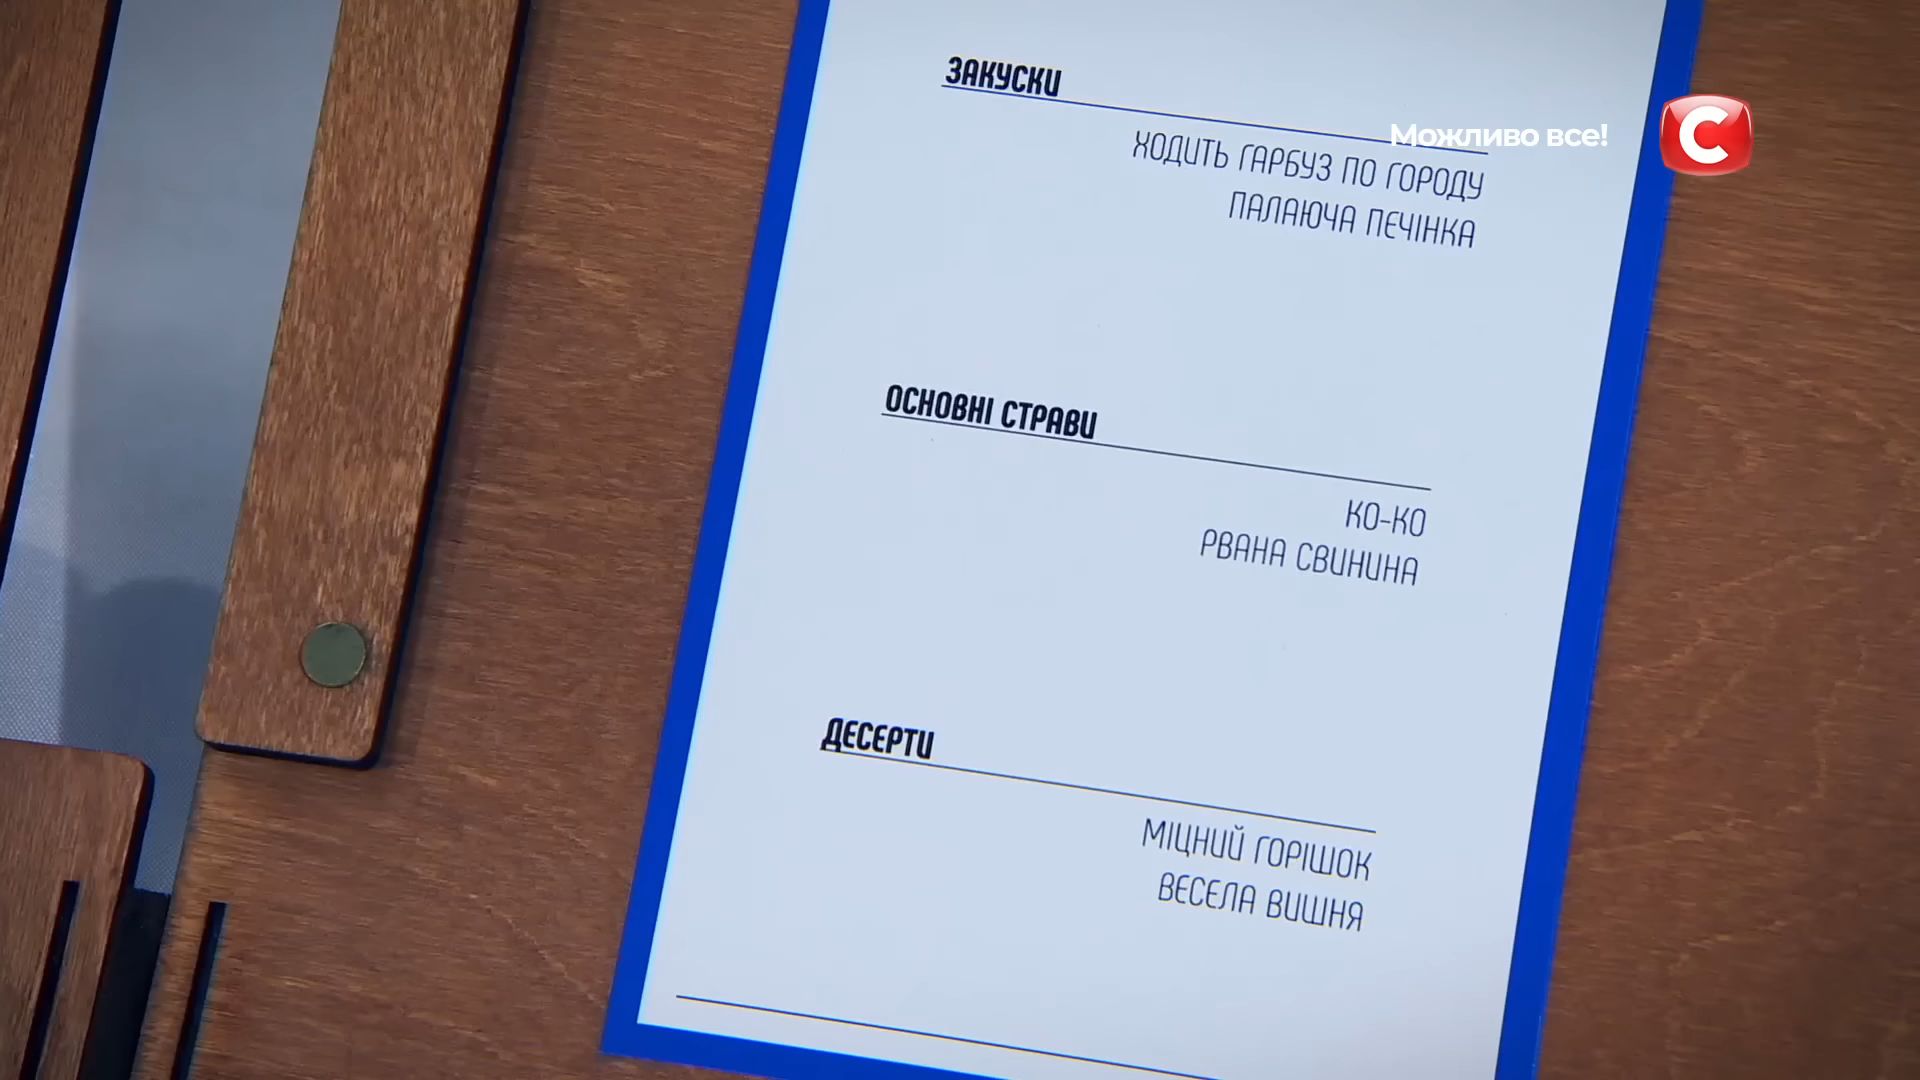 ЗАКУСКИ
Можливо все!
С
ХОДИТЬ ГАРБУЗ ПО ГОРОДУ
ПАЛАЮЧА ПЕЧІНКА
ОСНОВНІ СТРАВИ
КО-КО
РВАНА СВИНИНА
ДЕСЕРТИ
МІЦНИЙ ГОРІШОК
ВЕСЕЛА ВИШНЯ